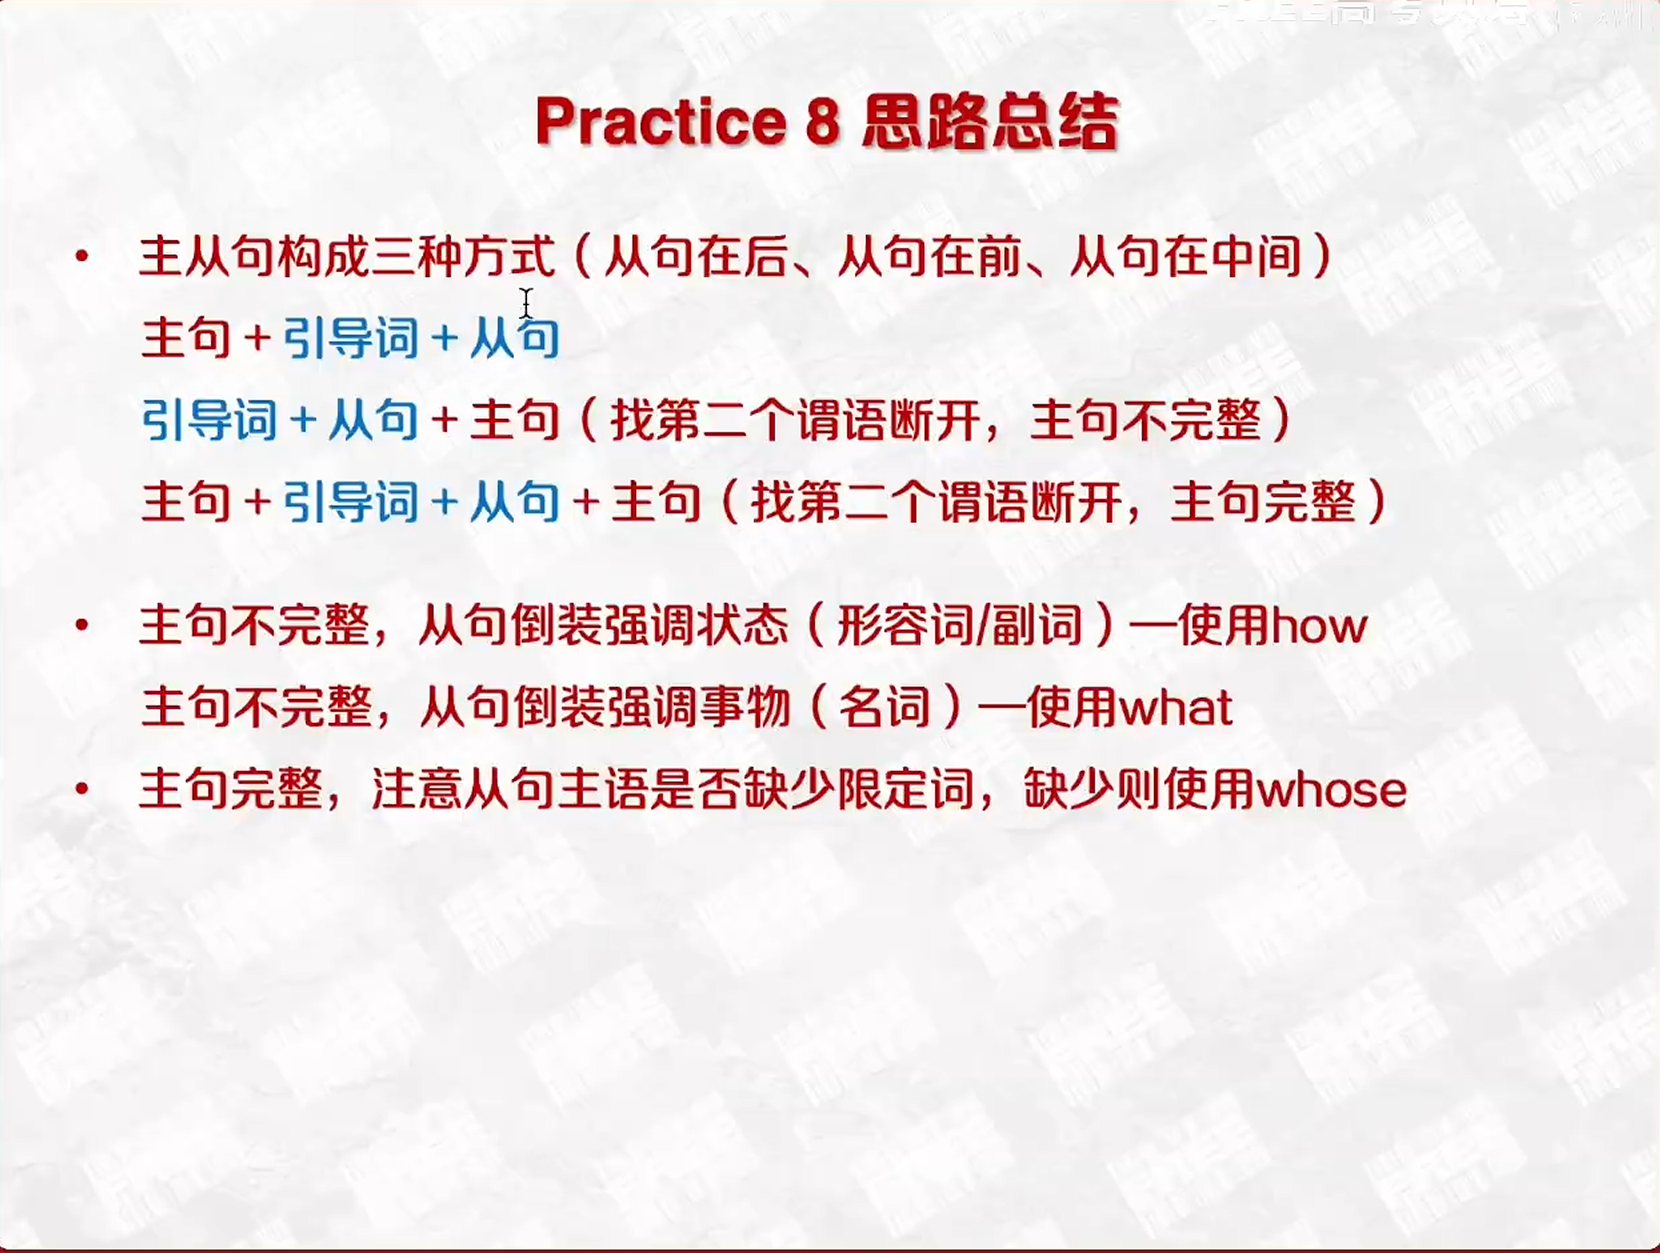 Practice 8 思路总结
• 主从句构成三种方式（从句在后、从句在前、从句在中间）
主句 + 引导词 + 从句
引导词 + 从句 + 主句（找第二个谓语断开，主句不完整）
主句 + 引导词 + 从句 + 主句（找第二个谓语断开，主句完整）
• 主句不完整，从句倒装强调状态（形容词/副词）—使用how
主句不完整，从句倒装强调事物（名词）—使用what
• 主句完整，注意从句主语是否缺少限定词，缺少则使用whose